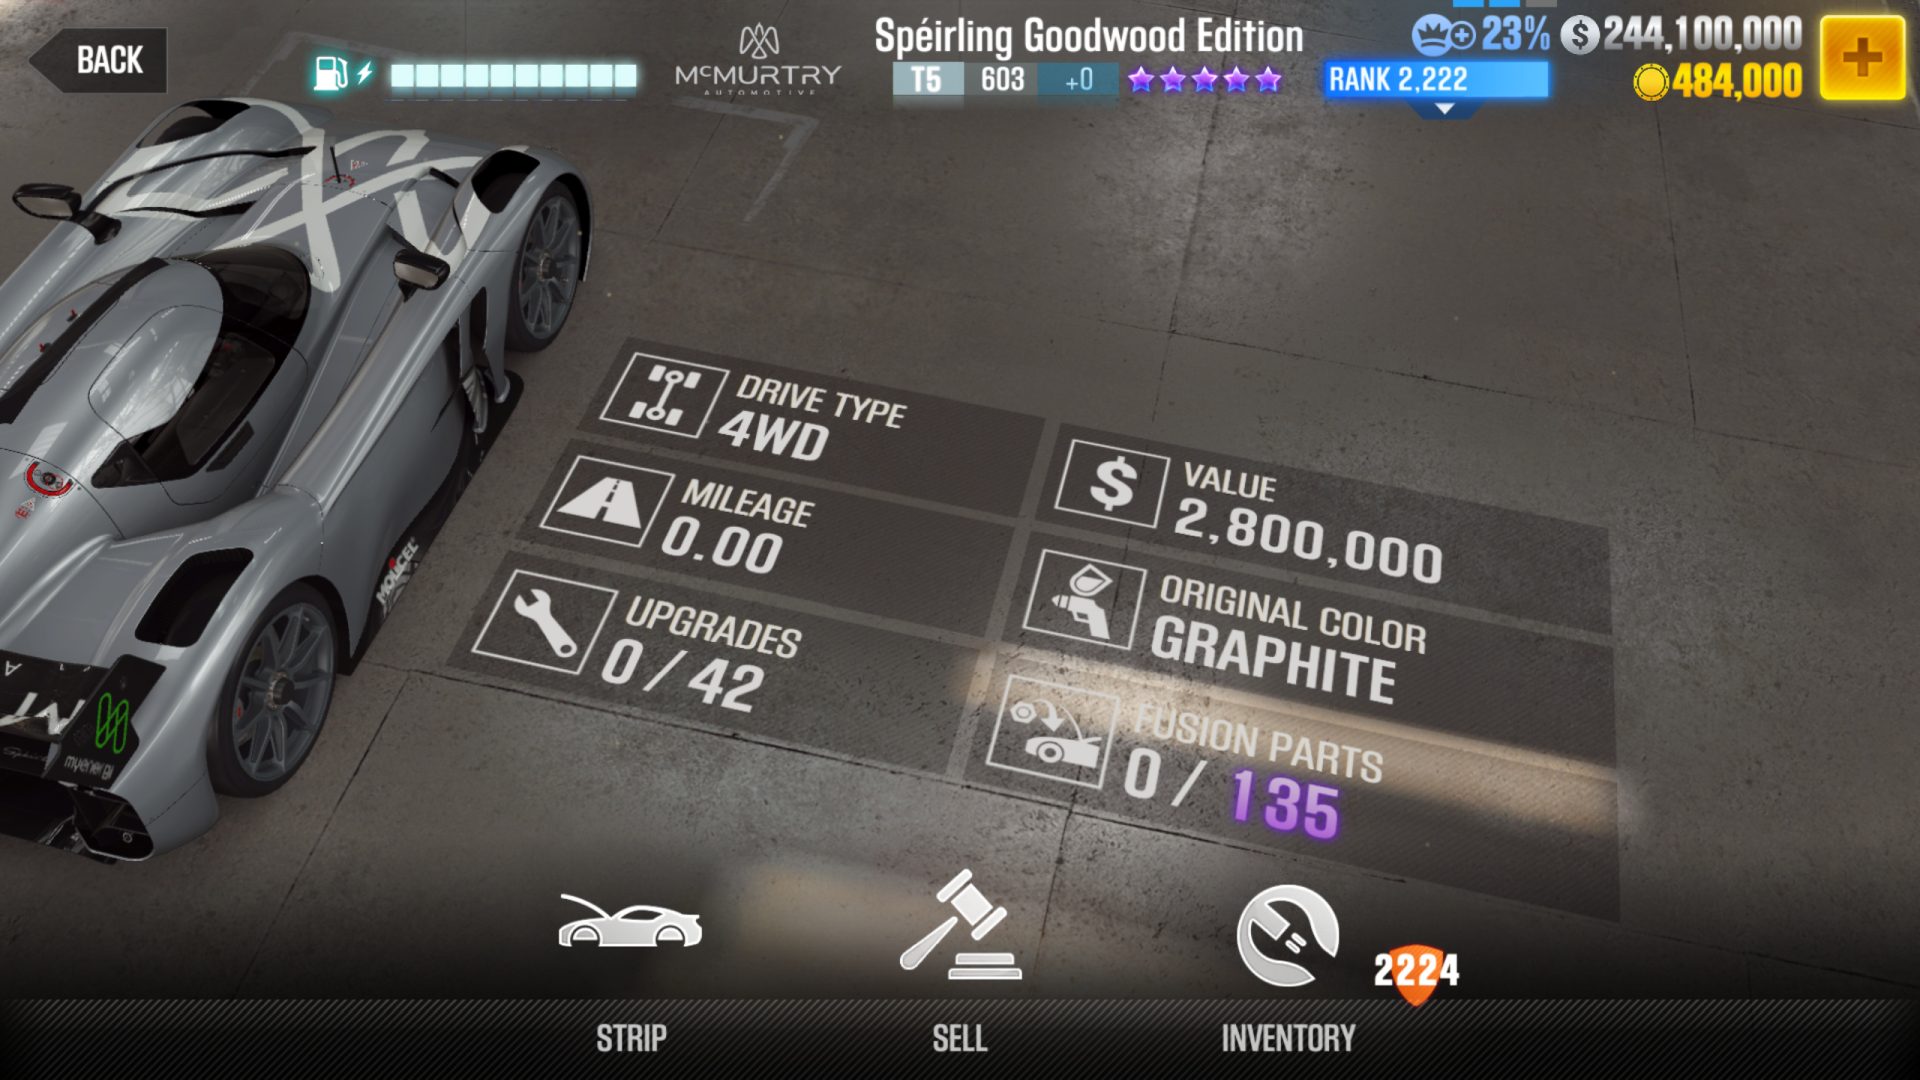 BACK
McMURTRY
AUTOMOTIVE
Spéirling Goodwood Edition
T5 603 +0
23%
RANK 2,222
$ 244,100,000
484,000
DRIVE TYPE
4WD
MILEAGE
0.00
UPGRADES
0 / 42
$ VALUE
2,800,000
ORIGINAL COLOR
GRAPHITE
FUSION PARTS
0 / 135
MOLICEL
myenergi
STRIP
SELL
INVENTORY
2224